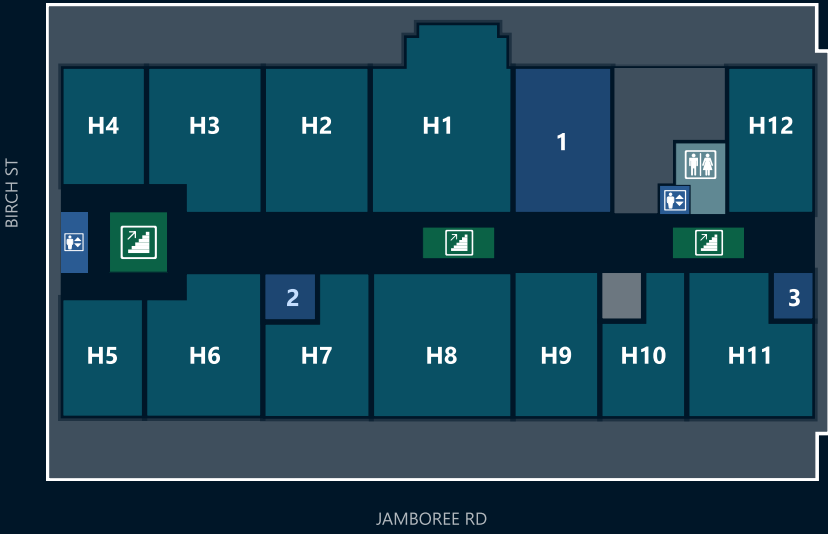 H4
H3
H2
H1
1
H12
BIRCH ST
2
3
H5
H6
H7
H8
H9
H10
H11
JAMBOREE RD